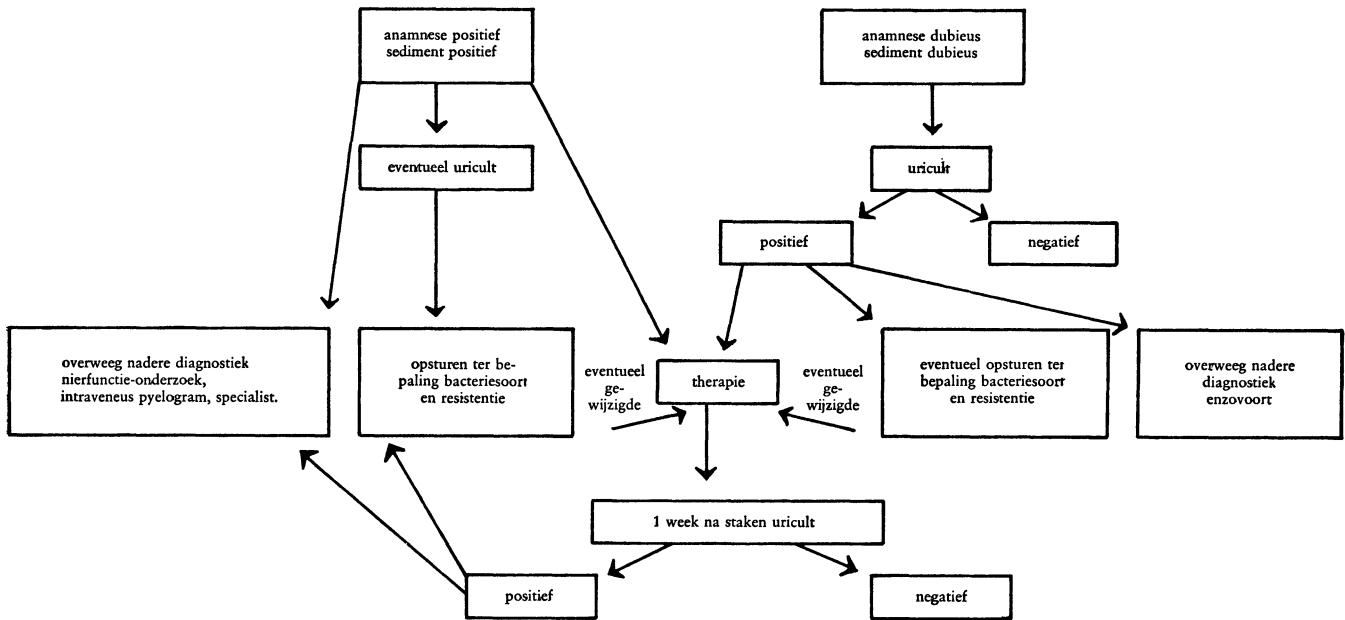 anamnese positief
sediment positief
anamnese dubieus
sediment dubieus
eventueel uricult
uricult
positief
negatief
overweeg nadere diagnostiek
nierfunctie-onderzoek,
intraveneus pyelogram, specialist.
opsturen ter be-
paling bacteriesoort
en resistentie
eventueel
ge-
wijzigde
therapie
eventueel
ge-
wijzigde
eventueel opsturen ter
bepaling bacteriesoort
en resistentie
overweeg nadere
diagnostiek
enzovoort
1 week na staken uricult
positief
negatief